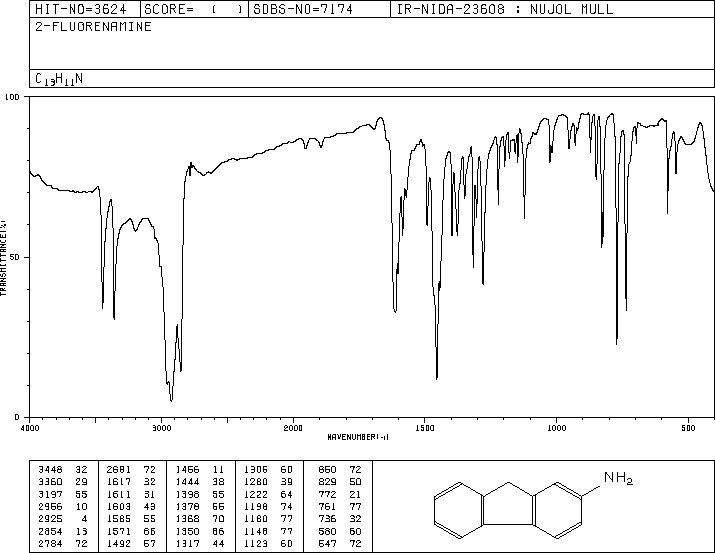 HIT-NO=3624 SCORE= ( ) SDBS-NO=7174 IR-NIDA-23608 : NUJOL MULL
2-FLUORENAMINE
C13H11N
100
50
0
TRANSMITTANCE(%)
4000 3000 2000 1500 1000 500
WAVENUMBER(-1)
3448 32 2681 72 1456 11 1306 60 860 72
3360 29 1617 32 1444 38 1280 39 829 50
3197 55 1611 31 1398 55 1222 64 772 21
2956 10 1603 43 1378 55 1198 74 761 77
2925 4 1585 55 1368 70 1180 77 736 32
2854 13 1571 66 1350 66 1148 77 580 60
2784 72 1492 57 1317 44 1123 60 547 72
NH2